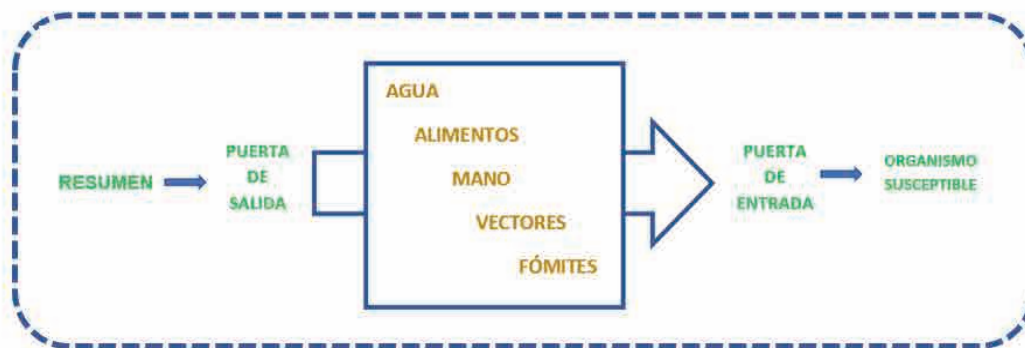 RESUMEN
PUERTA
DE
SALIDA
AGUA
ALIMENTOS
MANO
VECTORES
FÓMITES
PUERTA
DE
ENTRADA
ORGANISMO
SUSCEPTIBLE